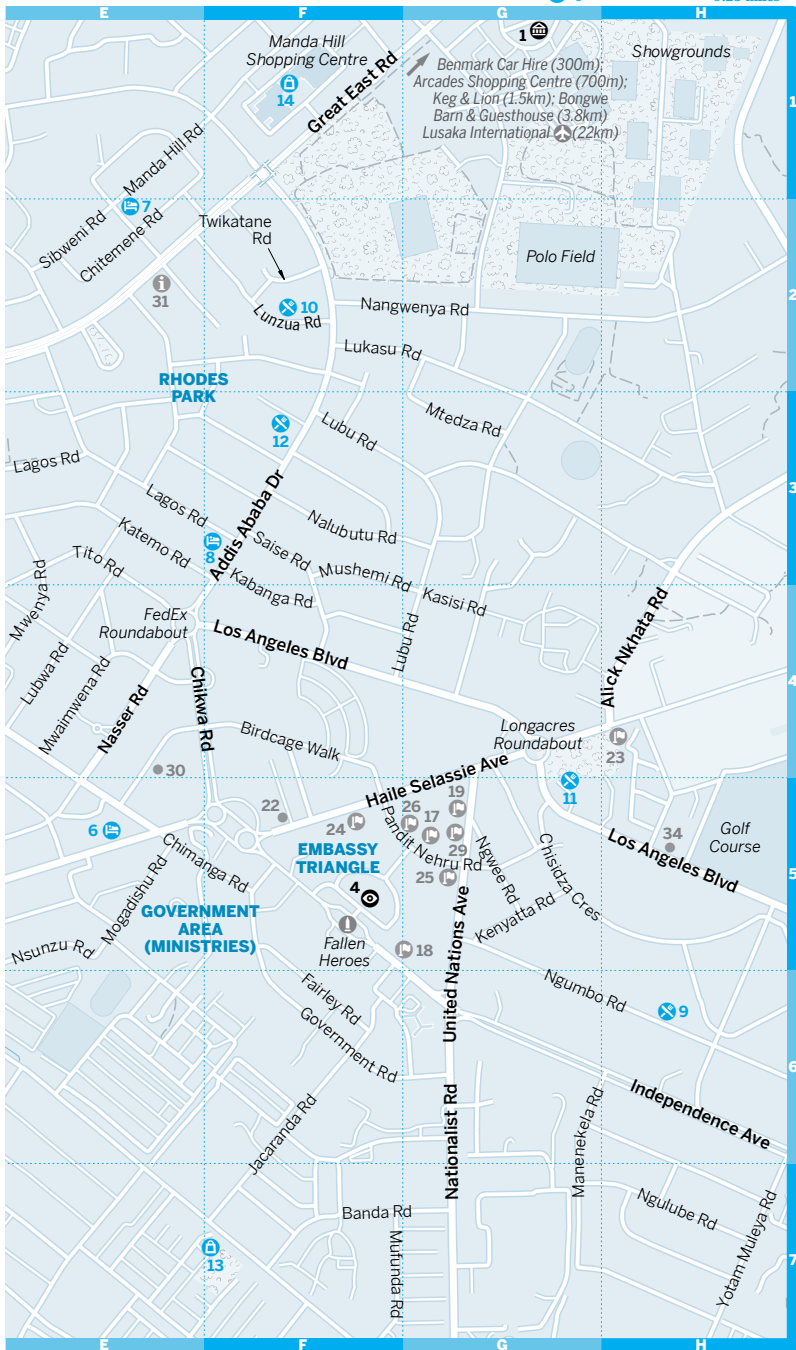 E
F
G
H
Manda Hill
Shopping Centre
14
Great East Rd
1
Showgrounds
Benmark Car Hire (300m);
Arcades Shopping Centre (700m);
Keg & Lion (1.5km); Bongwe
Barn & Guesthouse (3.8km)
Lusaka International (22km)
1
Manda Hill Rd
7
Sibweni Rd
Chitemene Rd
31
Twikatane
Rd
10
Lunzua Rd
Nangwenya Rd
Polo Field
2
Lukasu Rd
RHODES
PARK
12
Lubu Rd
Mtedza Rd
Lagos Rd
3
Lagos Rd
Addis Ababa Dr
Nalubutu Rd
Katemo Rd
8
Saise Rd
Tito Rd
Mushemi Rd
Kabanga Rd
Kasisi Rd
Mwenya Rd
FedEx
Roundabout
Los Angeles Blvd
Lubu Rd
Alick Nkhata Rd
Lubwa Rd
Mwaimwena Rd
Nasser Rd
Chikwa Rd
4
Birdcage Walk
Longacres
Roundabout
23
30
Haile Selassie Ave
11
22
24
26
17
19
29
25
Pandit Nehru Rd
6
EMBASSY
TRIANGLE
Ngwee Rd
Chisidza Cres
Los Angeles Blvd
34
Golf
Course
5
Chimanga Rd
Mogadishu Rd
4
GOVERNMENT
AREA
(MINISTRIES)
Kenyatta Rd
Fallen
Heroes
18
United Nations Ave
Nsunzu Rd
Fairley Rd
Ngumbo Rd
9
Government Rd
6
Independence Ave
Jacaranda Rd
Nationalist Rd
Manenekela Rd
Ngulube Rd
Banda Rd
Mufunda Rd
Yotam Muleya Rd
13
7
E
F
G
H